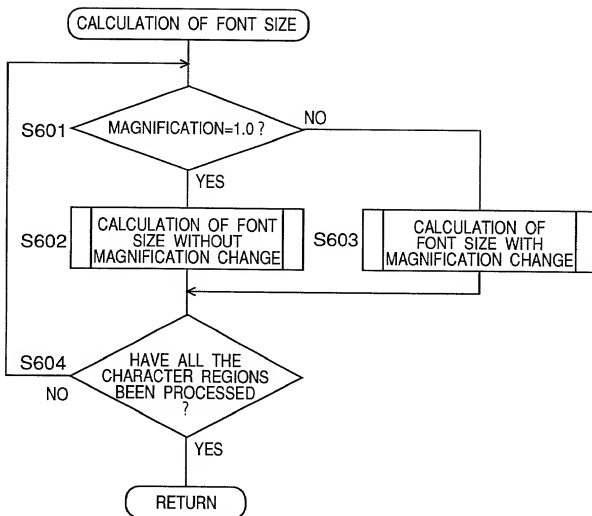 CALCULATION OF FONT SIZE
S601
MAGNIFICATION=1.0 ?
NO
YES
S602
CALCULATION OF FONT
SIZE WITHOUT
MAGNIFICATION CHANGE
S603
CALCULATION OF
FONT SIZE WITH
MAGNIFICATION CHANGE
S604
HAVE ALL THE
CHARACTER REGIONS
BEEN PROCESSED
?
NO
YES
RETURN